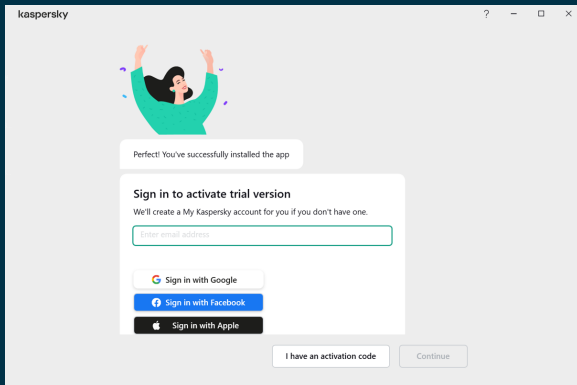 kaspersky
?
Perfect! You've successfully installed the app
Sign in to activate trial version
We'll create a My Kaspersky account for you if you don't have one.
Enter email address
Sign in with Google
Sign in with Facebook
Sign in with Apple
I have an activation code
Continue